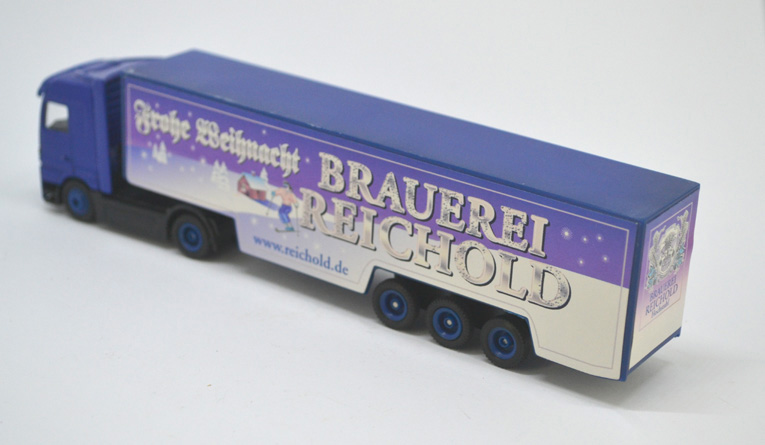 Frohe Weihnacht
BRAUEREI
REICHOLD
www.reichold.de
BRAUEREI
REICHOLD